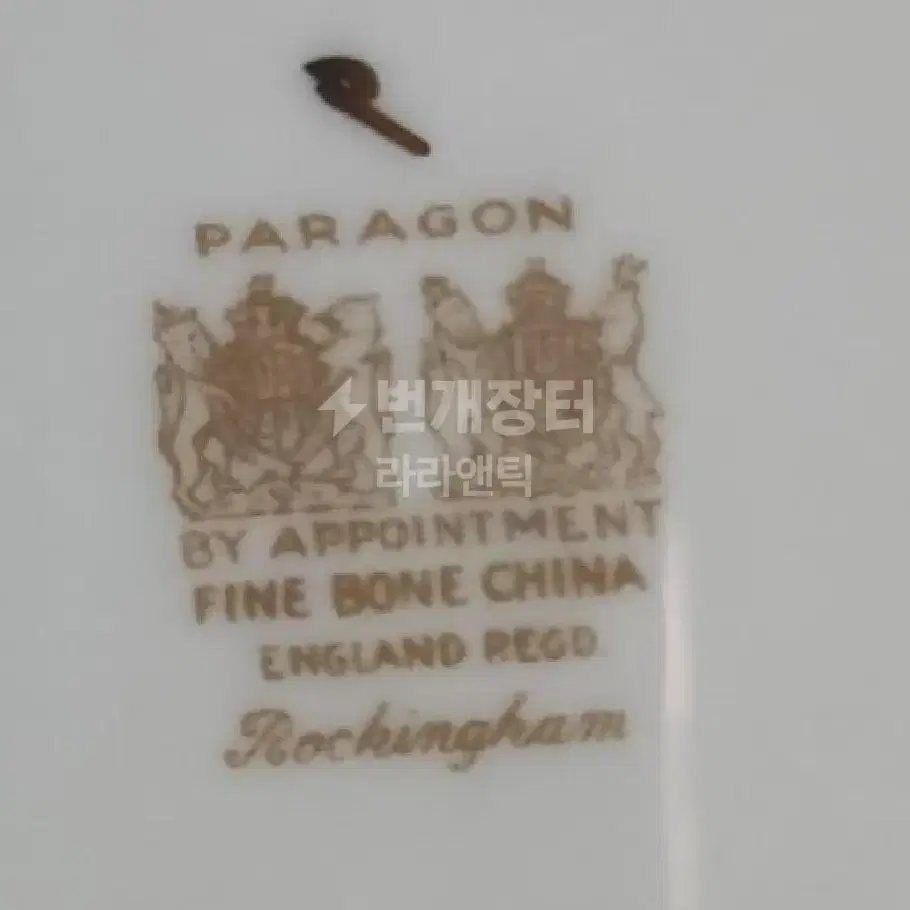 PARAGON
번개장터
라라앤틱
BY APPOINTMENT
FINE BONE CHINA
ENGLAND REGD
Rockingham